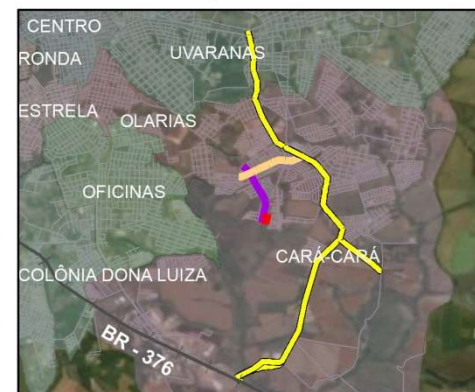 CENTRO
UVARANAS
RONDA
ESTRELA
OLARIAS
OFICINAS
CARÁ-CARÁ
COLÔNIA DONA LUIZA
BR - 376